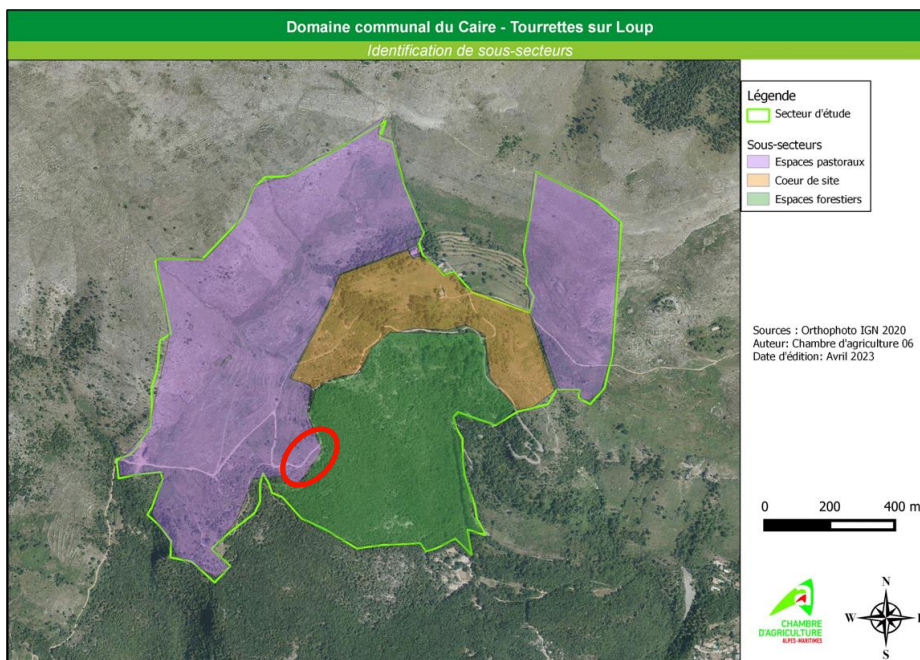 Domaine communal du Caire - Tourrettes sur Loup
Identification de sous-secteurs
Légende
Secteur d'étude
Sous-secteurs
Espaces pastoraux
Coeur de site
Espaces forestiers
Sources : Orthophoto IGN 2020
Auteur: Chambre d'agriculture 06
Date d'édition: Avril 2023
0 200 400 m
CHAMBRE
D'AGRICULTURE
ALPES-MARITIMES
N
W E
S